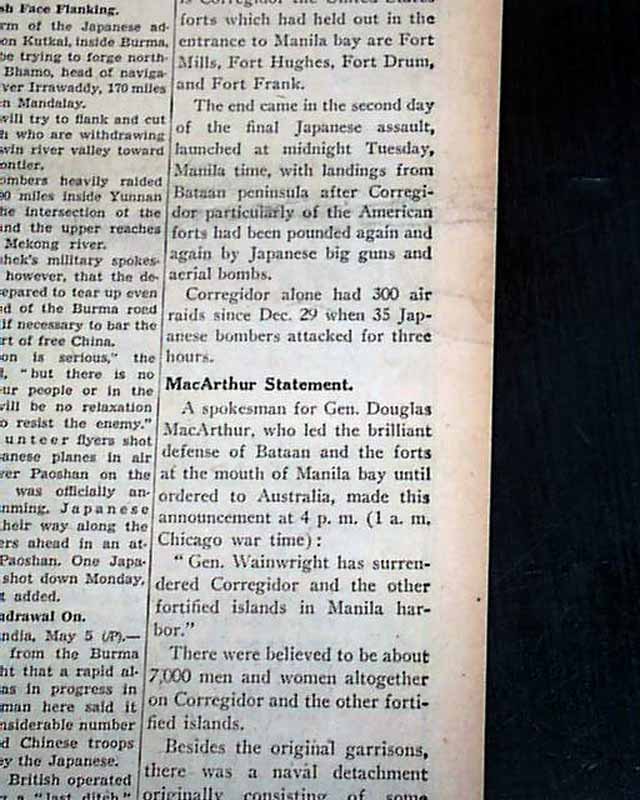 sh Face Flanking.
rm of the Japanese ad-
on Kutkai, inside Burma,
be trying to forge north-
Bhamo, head of naviga-
ver Irrawaddy, 170 miles
n Mandalay.
will try to flank and cut
h who are withdrawing
win river valley toward
ontier.
ombers heavily raided
90 miles inside Yunnan
he intersection of the
and the upper reaches
Mekong river.
shek's military spokes-
however, that the de-
epared to tear up even
d of the Burma road
if necessary to bar the
rt of free China.
on is serious," the
d, "but there is no
ur people or in the
will be no relaxation
o resist the enemy."
unteer flyers shot
anese planes in air
ver Paoshan on the
was officially an-
nming. Japanese
heir way along the
ers ahead in an at-
Paoshan. One Japa-
shot down Monday,
t added.
adrawal On.
ndia, May 5 (/P).—
from the Burma
ht that a rapid al-
as in progress in
man here said it
nsiderable number
d Chinese troops
ey the Japanese.
British operated
a "last ditch"
is Corregidor the United States
forts which had held out in the
entrance to Manila bay are Fort
Mills, Fort Hughes, Fort Drum,
and Fort Frank.
The end came in the second day
of the final Japanese assault,
launched at midnight Tuesday,
Manila time, with landings from
Bataan peninsula after Corregi-
dor particularly of the American
forts had been pounded again and
again by Japanese big guns and
aerial bombs.
Corregidor alone had 300 air
raids since Dec. 29 when 35 Jap-
anese bombers attacked for three
hours.
MacArthur Statement.
A spokesman for Gen. Douglas
MacArthur, who led the brilliant
defense of Bataan and the forts
at the mouth of Manila bay until
ordered to Australia, made this
announcement at 4 p. m. (1 a. m.
Chicago war time):
"Gen. Wainwright has surren-
dered Corregidor and the other
fortified islands in Manila har-
bor."
There were believed to be about
7,000 men and women altogether
on Corregidor and the other forti-
fied islands.
Besides the original garrisons,
there was a naval detachment
originally consisting of some